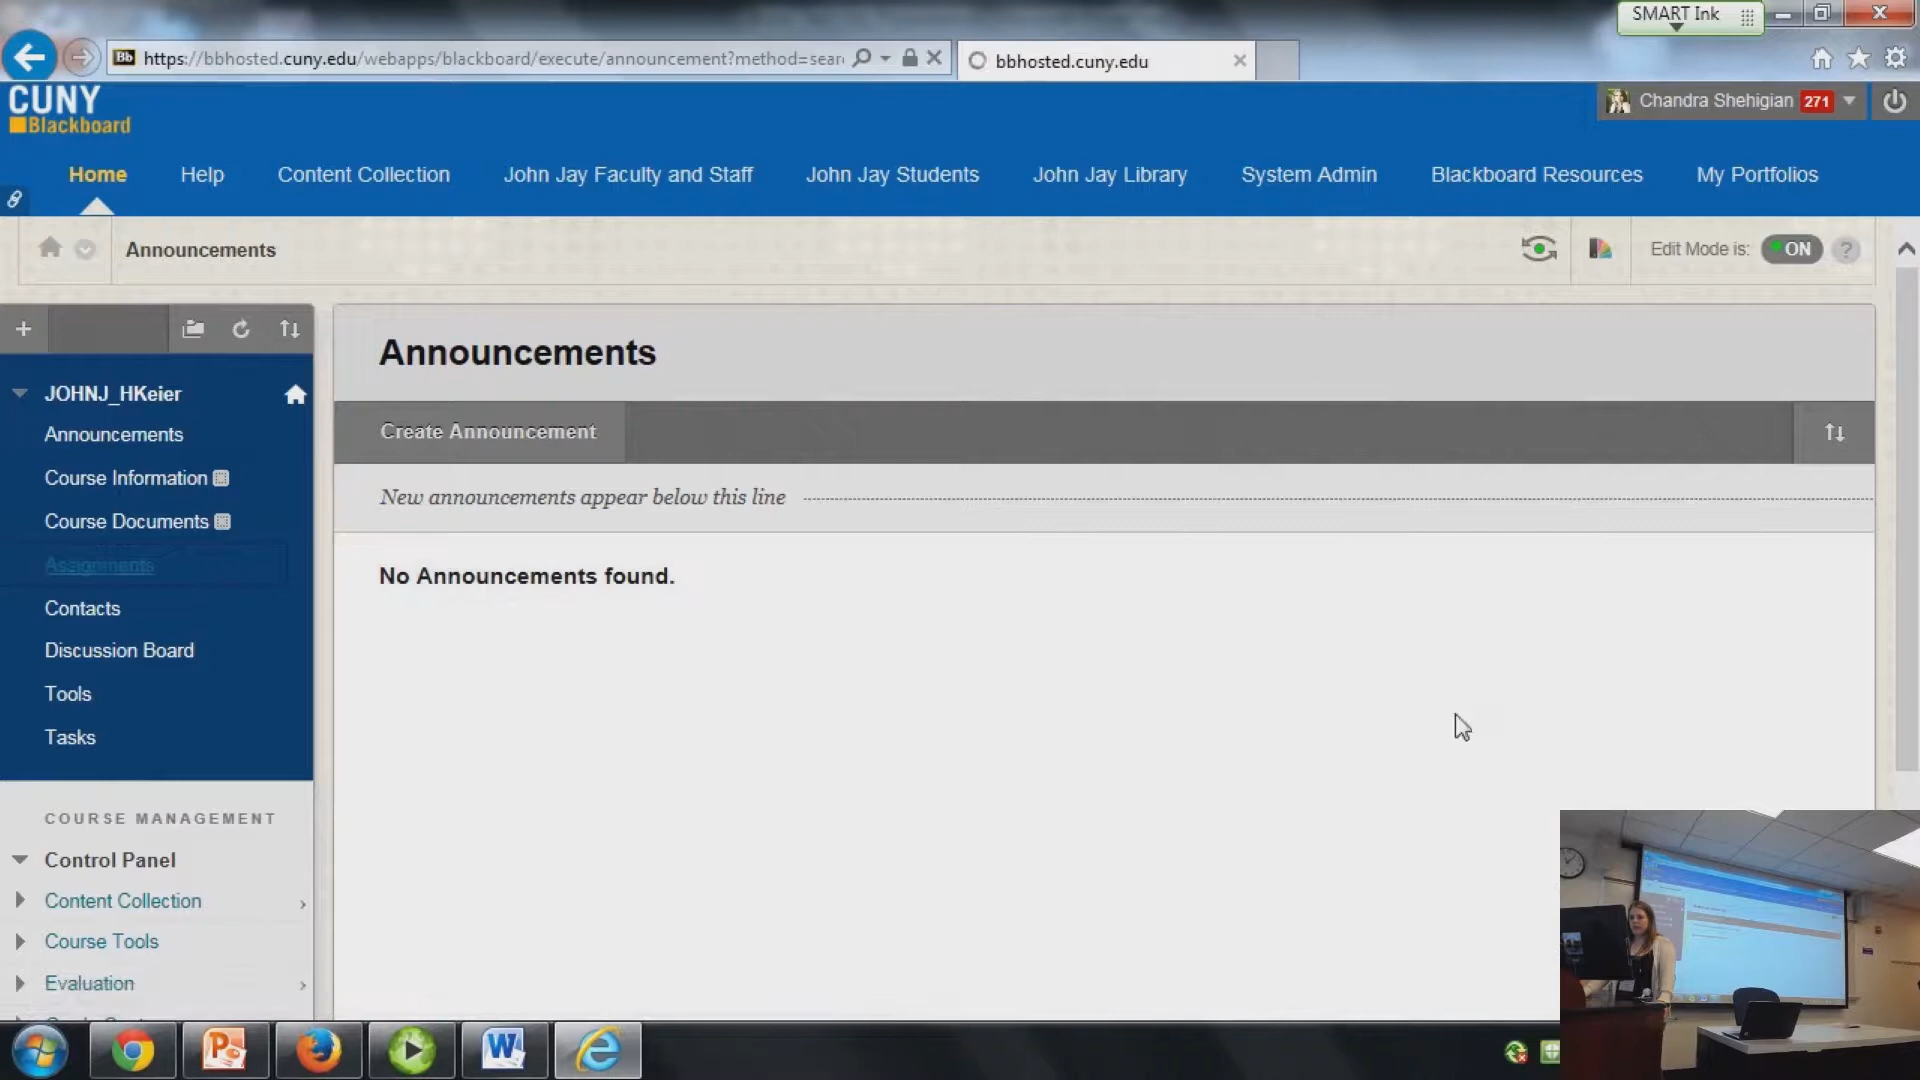 SMART Ink
Bb https://bbhosted.cuny.edu/webapps/blackboard/execute/announcement?method=sear
bbhosted.cuny.edu
CUNY
Blackboard
Chandra Shehigian 271
Home Help Content Collection John Jay Faculty and Staff John Jay Students John Jay Library System Admin Blackboard Resources My Portfolios
Announcements
Edit Mode is: ON ?
Announcements
Create Announcement
New announcements appear below this line
No Announcements found.
JOHNJ_HKeier
Announcements
Course Information
Course Documents
Assignments
Contacts
Discussion Board
Tools
Tasks
COURSE MANAGEMENT
Control Panel
Content Collection
Course Tools
Evaluation